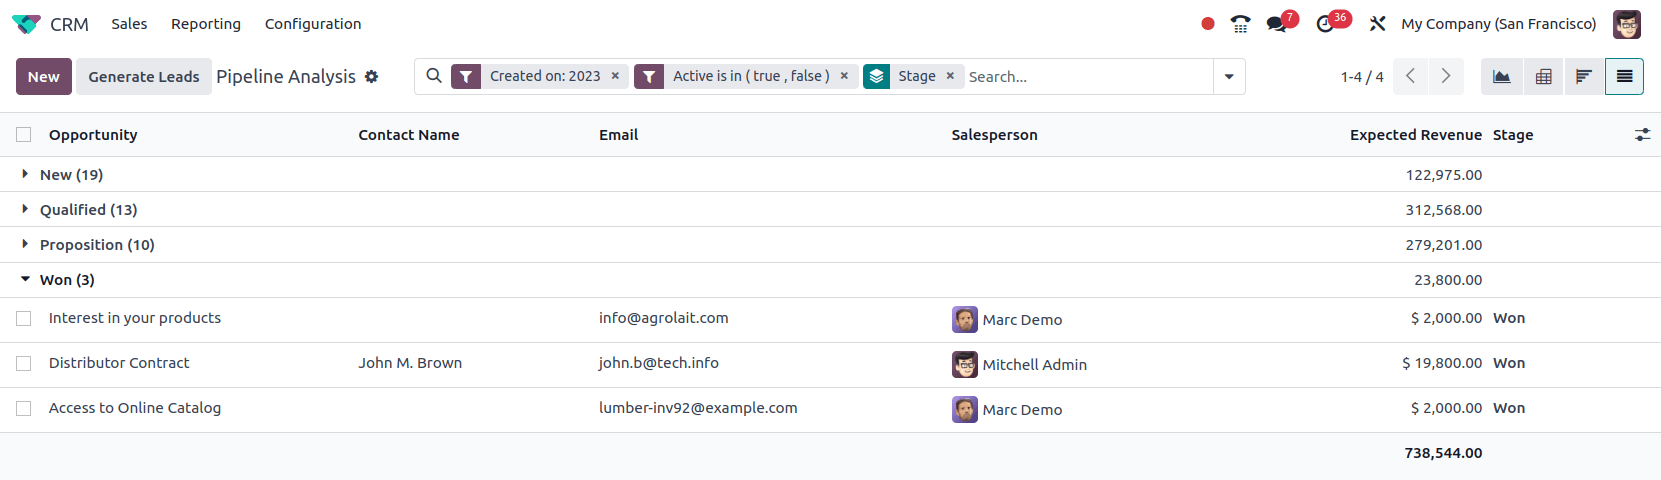 CRM Sales Reporting Configuration 7 36 My Company (San Francisco)
New Generate Leads Pipeline Analysis Created on: 2023 × Active is in ( true , false ) × Stage × Search... 1-4 / 4
Opportunity Contact Name Email Salesperson Expected Revenue Stage
New (19) 122,975.00
Qualified (13) 312,568.00
Proposition (10) 279,201.00
Won (3) 23,800.00
Interest in your products info@agrolait.com Marc Demo $ 2,000.00 Won
Distributor Contract John M. Brown john.b@tech.info Mitchell Admin $ 19,800.00 Won
Access to Online Catalog lumber-inv92@example.com Marc Demo $ 2,000.00 Won
738,544.00